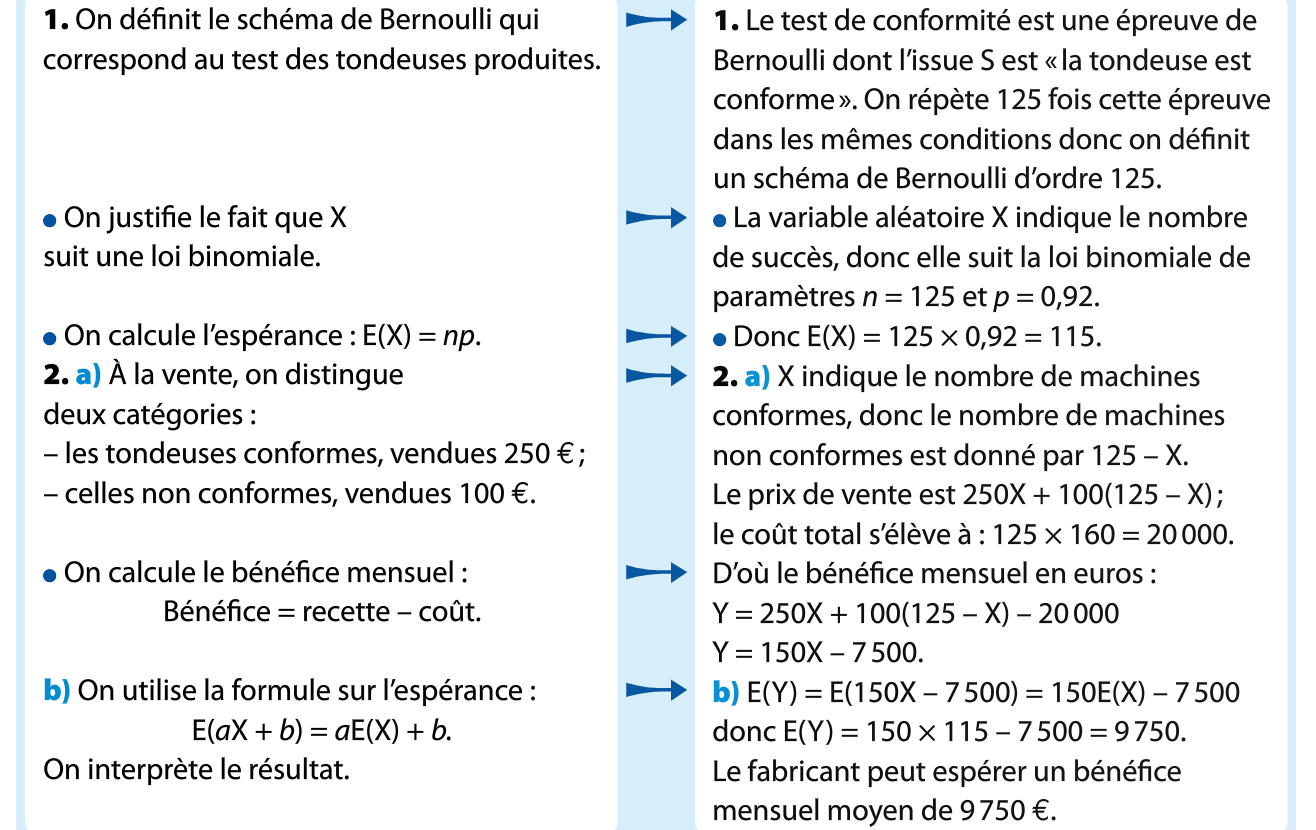 1. On définit le schéma de Bernoulli qui
correspond au test des tondeuses produites.
• On justifie le fait que X
suit une loi binomiale.
• On calcule l’espérance : E(X) = np.
2. a) À la vente, on distingue
deux catégories :
– les tondeuses conformes, vendues 250 € ;
– celles non conformes, vendues 100 €.
• On calcule le bénéfice mensuel :
Bénéfice = recette – coût.
b) On utilise la formule sur l’espérance :
E(aX + b) = aE(X) + b.
On interprète le résultat.
1. Le test de conformité est une épreuve de
Bernoulli dont l’issue S est « la tondeuse est
conforme ». On répète 125 fois cette épreuve
dans les mêmes conditions donc on définit
un schéma de Bernoulli d’ordre 125.
• La variable aléatoire X indique le nombre
de succès, donc elle suit la loi binomiale de
paramètres n = 125 et p = 0,92.
• Donc E(X) = 125 × 0,92 = 115.
2. a) X indique le nombre de machines
conformes, donc le nombre de machines
non conformes est donné par 125 – X.
Le prix de vente est 250X + 100(125 – X) ;
le coût total s’élève à : 125 × 160 = 20 000.
D’où le bénéfice mensuel en euros :
Y = 250X + 100(125 – X) – 20 000
Y = 150X – 7 500.
b) E(Y) = E(150X – 7 500) = 150E(X) – 7 500
donc E(Y) = 150 × 115 – 7 500 = 9 750.
Le fabricant peut espérer un bénéfice
mensuel moyen de 9 750 €.